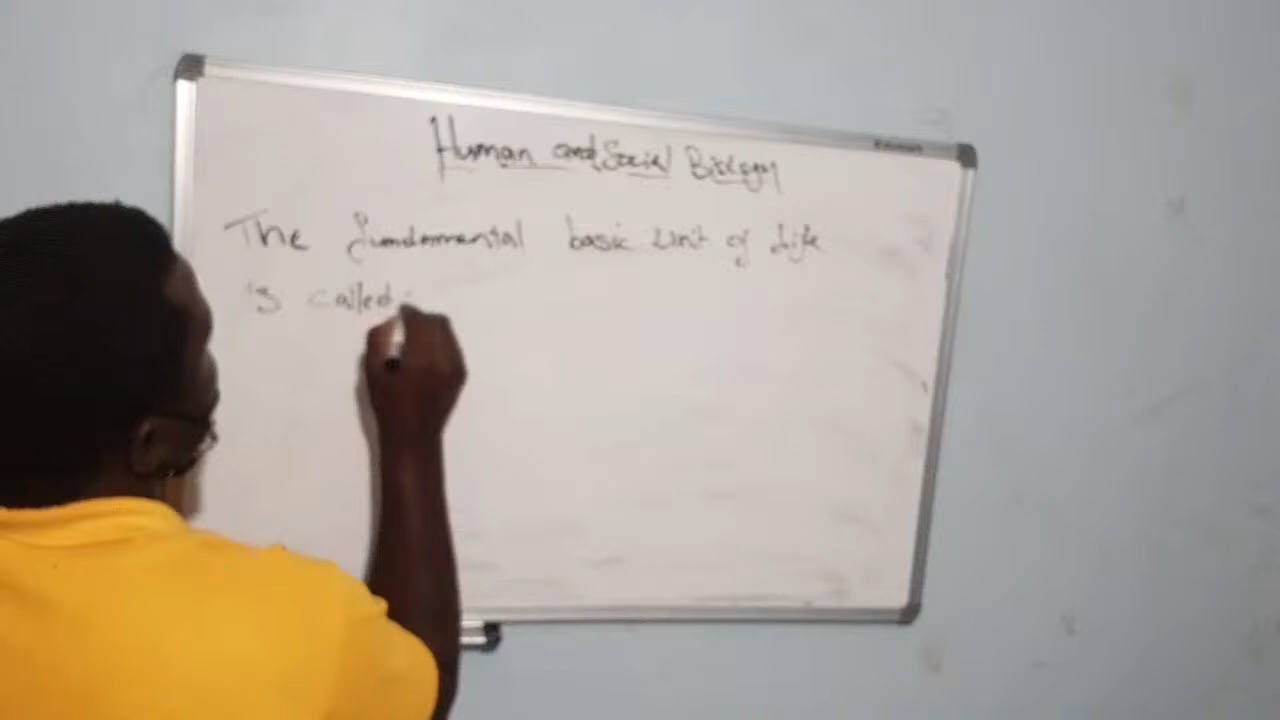 Human and Social Biology
The fundamental basic unit of life
is called